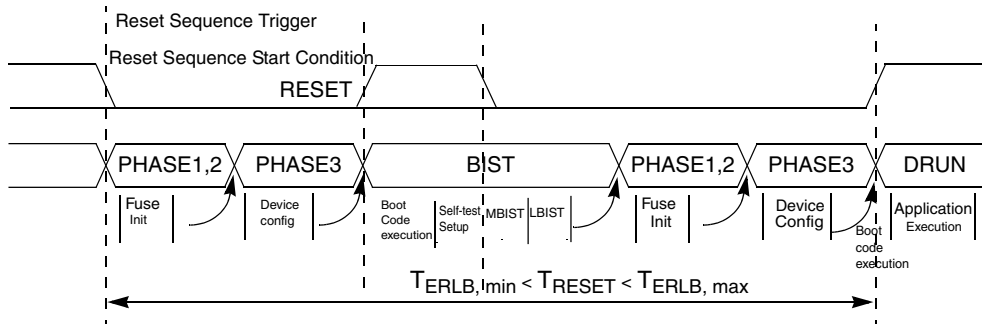 Reset Sequence Trigger
Reset Sequence Start Condition
RESET
PHASE1,2
PHASE3
BIST
PHASE1,2
PHASE3
DRUN
Fuse
Init
Device
config
Boot
Code
execution
Self-test
Setup
MBIST
LBIST
Fuse
Init
Device
Config
Boot
code
execution
Application
Execution
TERLB, min < TRESET < TERLB, max